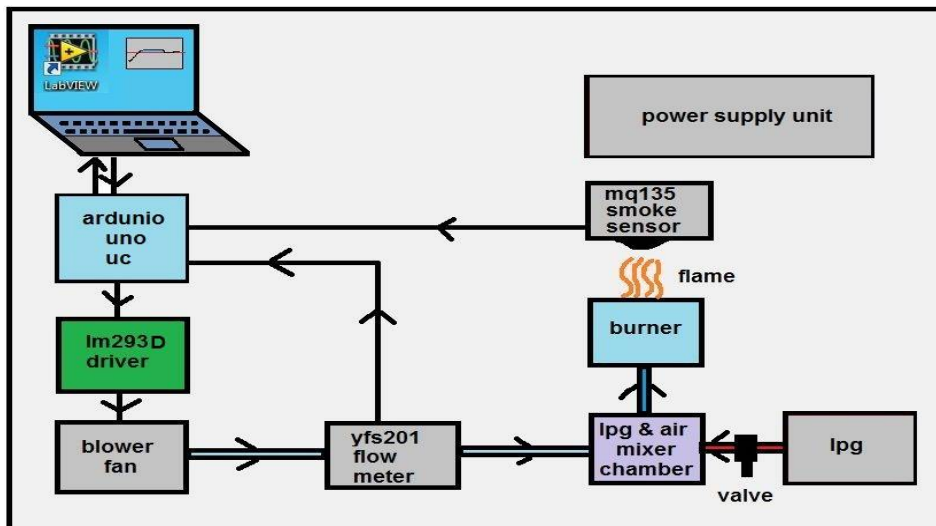 LabVIEW
power supply unit
mq135
smoke
sensor
ardunio
uno
uc
flame
burner
lm293D
driver
blower
fan
yfs201
flow
meter
lpg & air
mixer
chamber
lpg
valve